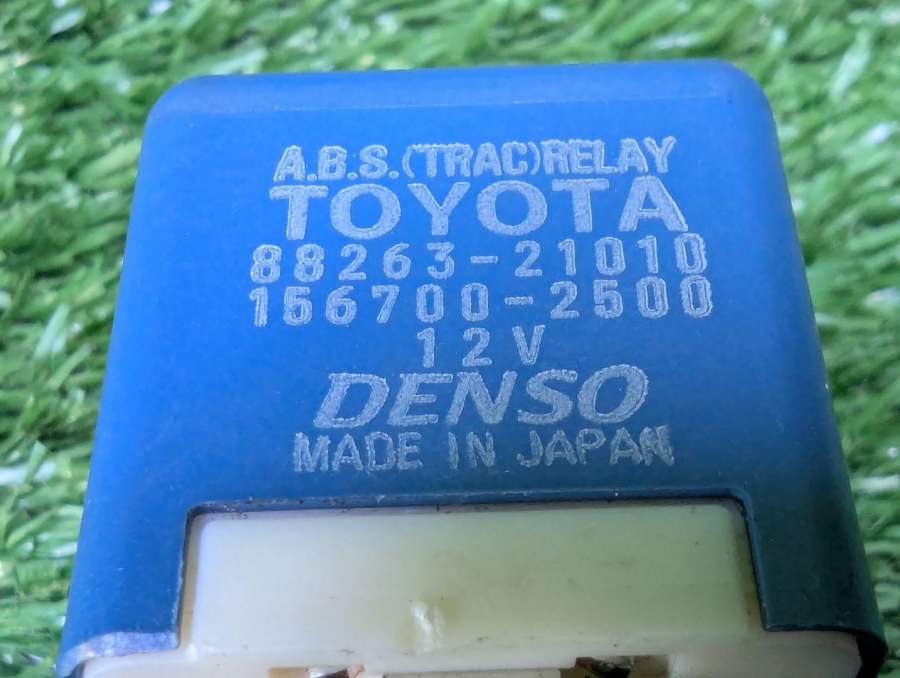 A.B.S.(TRAC)RELAY
TOYOTA
88263-21010
156700-2500
12V
DENSO
MADE IN JAPAN